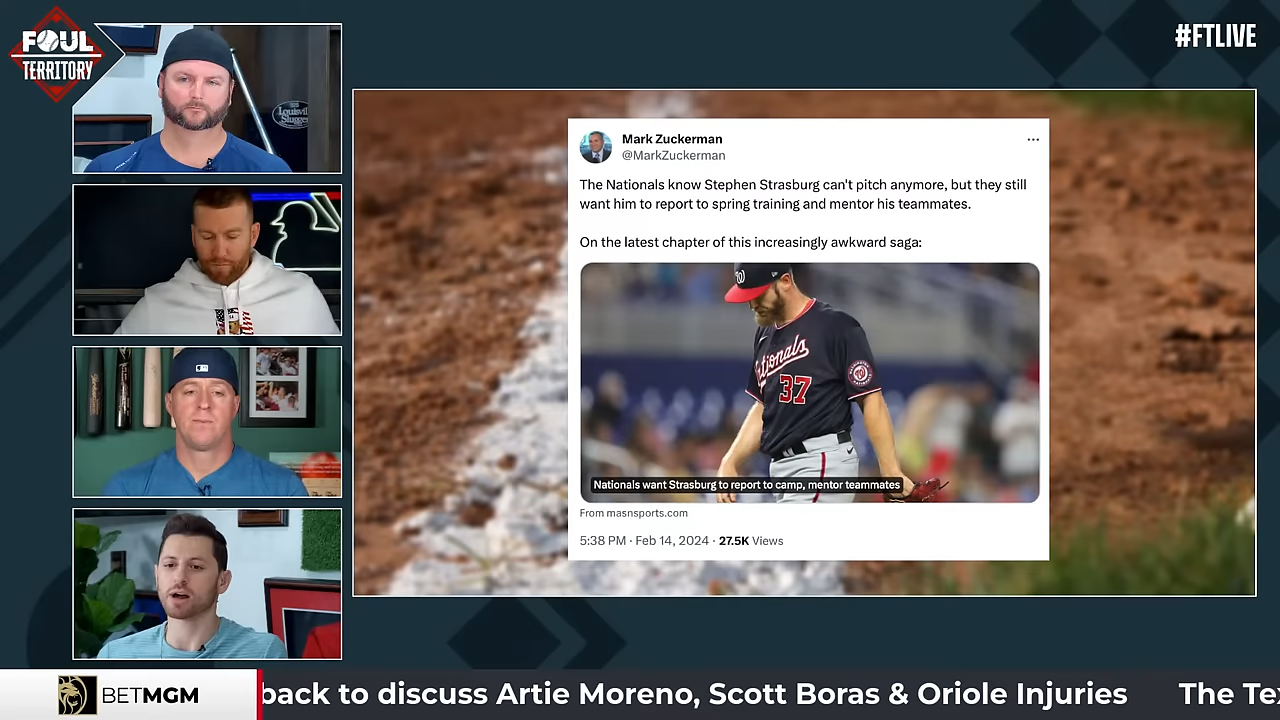 FOUL
TERRITORY
#FTLIVE
Louisville
Slugger
Mark Zuckerman
@MarkZuckerman
The Nationals know Stephen Strasburg can't pitch anymore, but they still
want him to report to spring training and mentor his teammates.
On the latest chapter of this increasingly awkward saga:
W
Nationals
37
Nationals want Strasburg to report to camp, mentor teammates
From masnsports.com
5:38 PM · Feb 14, 2024 · 27.5K Views
BETMGM
back to discuss Artie Moreno, Scott Boras & Oriole Injuries
The Tex